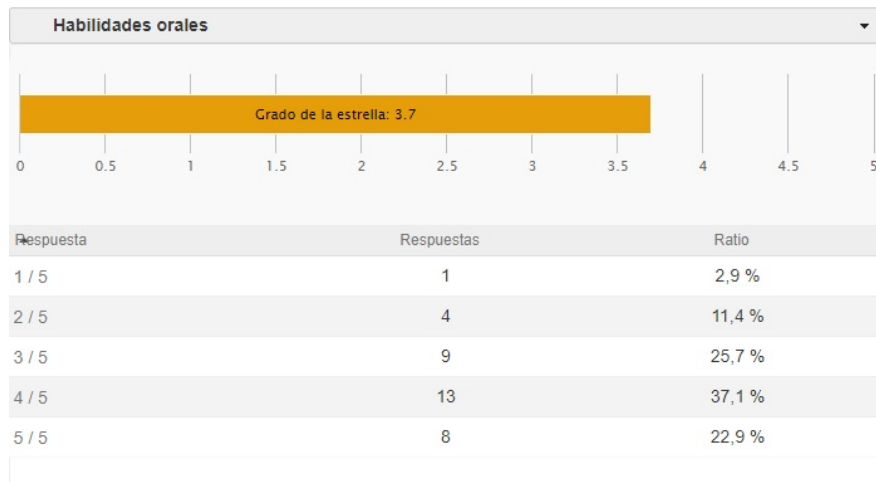 Habilidades orales
Grado de la estrella: 3.7
0 0.5 1 1.5 2 2.5 3 3.5 4 4.5 5
Respuesta Respuestas Ratio
1 / 5 1 2,9 %
2 / 5 4 11,4 %
3 / 5 9 25,7 %
4 / 5 13 37,1 %
5 / 5 8 22,9 %